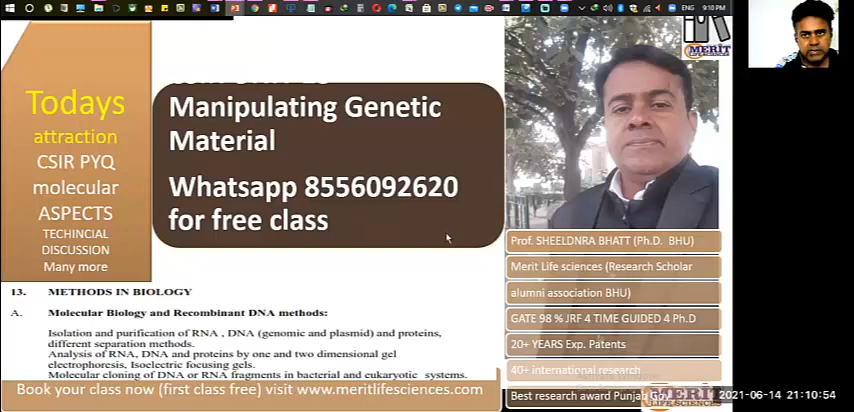 ENG
9:10 PM
MERIT
LIFE SCIENCES
Todays
attraction
CSIR PYQ
molecular
ASPECTS
TECHINCIAL
DISCUSSION
Many more
Manipulating Genetic
Material
Whatsapp 8556092620
for free class
Prof. SHEELDNRA BHATT (Ph.D. BHU)
Merit Life sciences (Research Scholar
alumni association BHU)
GATE 98 % JRF 4 TIME GUIDED 4 Ph.D
20+ YEARS Exp. Patents
40+ international research
Best research award Punjab Gov
13. METHODS IN BIOLOGY
A. Molecular Biology and Recombinant DNA methods:
Isolation and purification of RNA , DNA (genomic and plasmid) and proteins,
different separation methods.
Analysis of RNA, DNA and proteins by one and two dimensional gel
electrophoresis, Isoelectric focusing gels.
Molecular cloning of DNA or RNA fragments in bacterial and eukaryotic systems.
Book your class now (first class free) visit www.meritlifesciences.com
MERIT
LIFE SCIENCES
2021-06-14 21:10:54